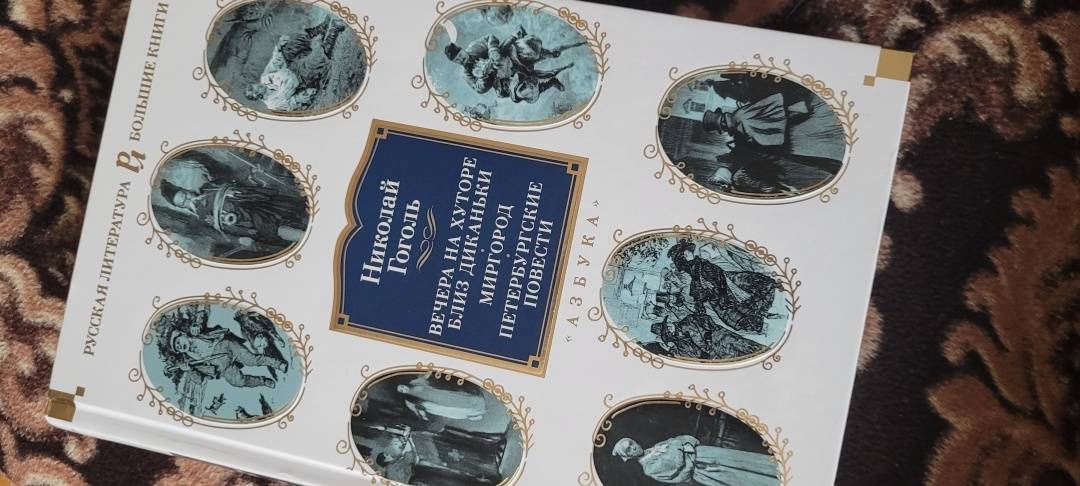 РУССКАЯ ЛИТЕРАТУРА БОЛЬШИЕ КНИГИ
Николай
Гоголь
ВЕЧЕРА НА ХУТОРЕ
БЛИЗ ДИКАНЬКИ
МИРГОРОД
ПЕТЕРБУРГСКИЕ
ПОВЕСТИ
«АЗБУКА»